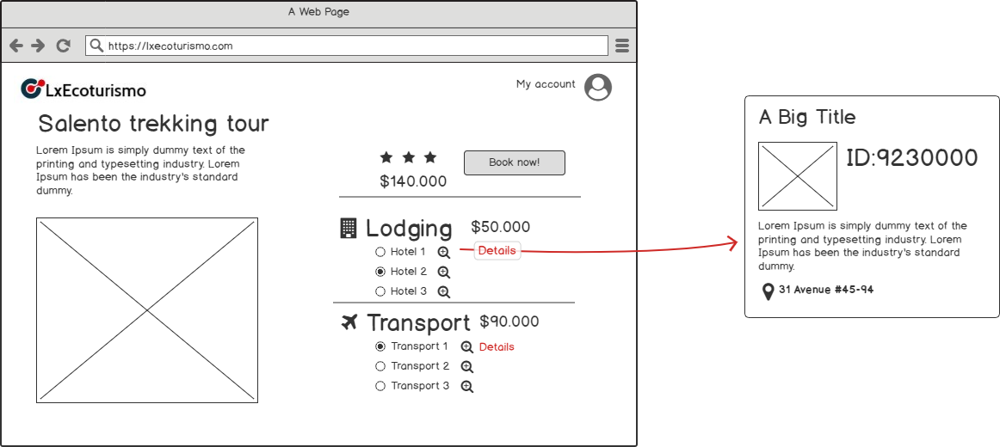 A Web Page
https://lxecoturismo.com
LxEcoturismo
My account
Salento trekking tour
Lorem Ipsum is simply dummy text of the
printing and typesetting industry. Lorem
Ipsum has been the industry's standard
dummy.
Book now!
$140.000
Lodging $50.000
Hotel 1 Details
Hotel 2
Hotel 3
Transport $90.000
Transport 1 Details
Transport 2
Transport 3
A Big Title
ID:9230000
Lorem Ipsum is simply dummy text of the
printing and typesetting industry. Lorem
Ipsum has been the industry's standard
dummy.
31 Avenue #45-94